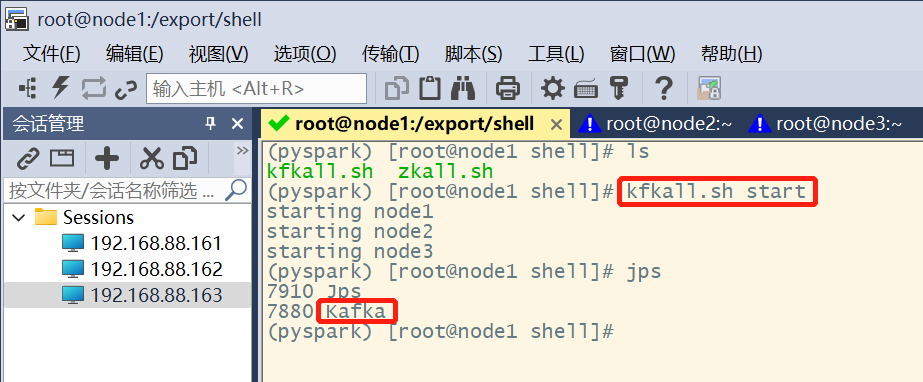 root@node1:/export/shell
文件(F) 编辑(E) 视图(V) 选项(O) 传输(T) 脚本(S) 工具(L) 窗口(W) 帮助(H)
输入主机 <Alt+R>
会话管理
按文件夹/会话名称筛选 ...
Sessions
192.168.88.161
192.168.88.162
192.168.88.163
root@node1:/export/shell root@node2:~ root@node3:~
(pyspark) [root@node1 shell]# ls
kfkall.sh zkall.sh
(pyspark) [root@node1 shell]# kfkall.sh start
starting node1
starting node2
starting node3
(pyspark) [root@node1 shell]# jps
7910 Jps
7880 Kafka
(pyspark) [root@node1 shell]#